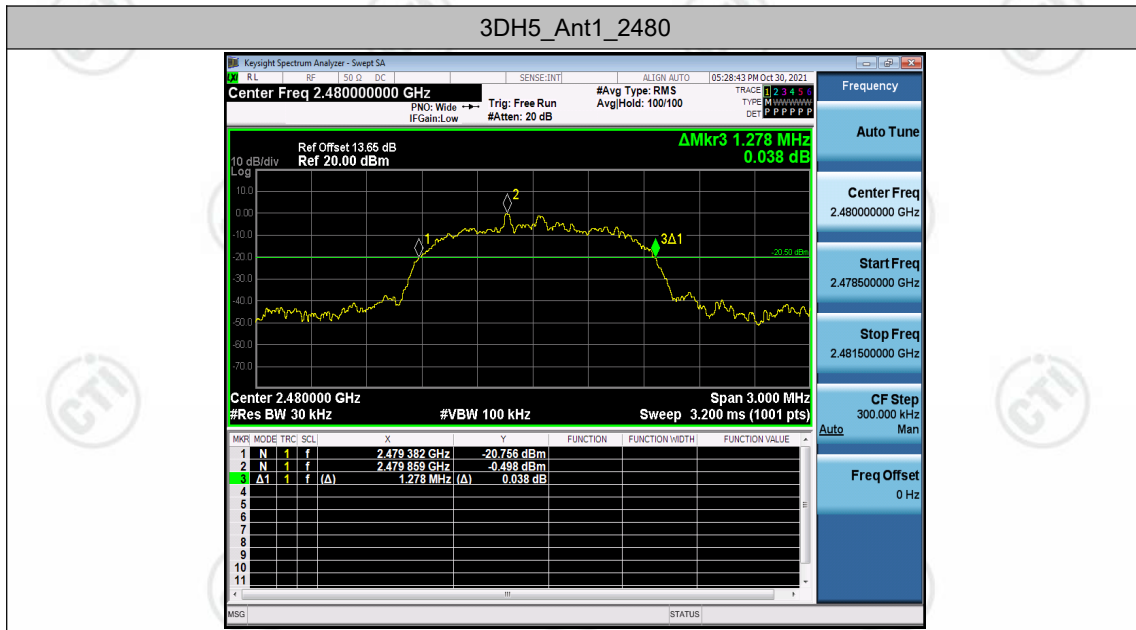 3DH5_Ant1_2480
Keysight Spectrum Analyzer - Swept SA
RL RF 50 Ω DC SENSE:INT ALIGN AUTO 05:28:43 PM Oct 30, 2021
Center Freq 2.480000000 GHz #Avg Type: RMS TRACE 1 2 3 4 5 6
PNO: Wide Trig: Free Run Avg|Hold: 100/100 TYPE M WWWWW
IFGain:Low #Atten: 20 dB DET P P P P P P
ΔMkr3 1.278 MHz
Ref Offset 13.65 dB
10 dB/div Ref 20.00 dBm 0.038 dB
Log
10.0
2
0.00
-10.0
1 3Δ1
-20.50 dBm
-20.0
-30.0
-40.0
-50.0
-60.0
-70.0
Center 2.480000 GHz Span 3.000 MHz
#Res BW 30 kHz #VBW 100 kHz Sweep 3.200 ms (1001 pts)
MKR MODE TRC SCL X Y FUNCTION FUNCTION WIDTH FUNCTION VALUE
1 N 1 f 2.479 382 GHz -20.756 dBm
2 N 1 f 2.479 859 GHz -0.498 dBm
3 Δ1 1 f (Δ) 1.278 MHz (Δ) 0.038 dB
4
5
6
7
8
9
10
11
MSG STATUS
Frequency
Auto Tune
Center Freq
2.480000000 GHz
Start Freq
2.478500000 GHz
Stop Freq
2.481500000 GHz
CF Step
300.000 kHz
Auto Man
Freq Offset
0 Hz
CTI
CTI